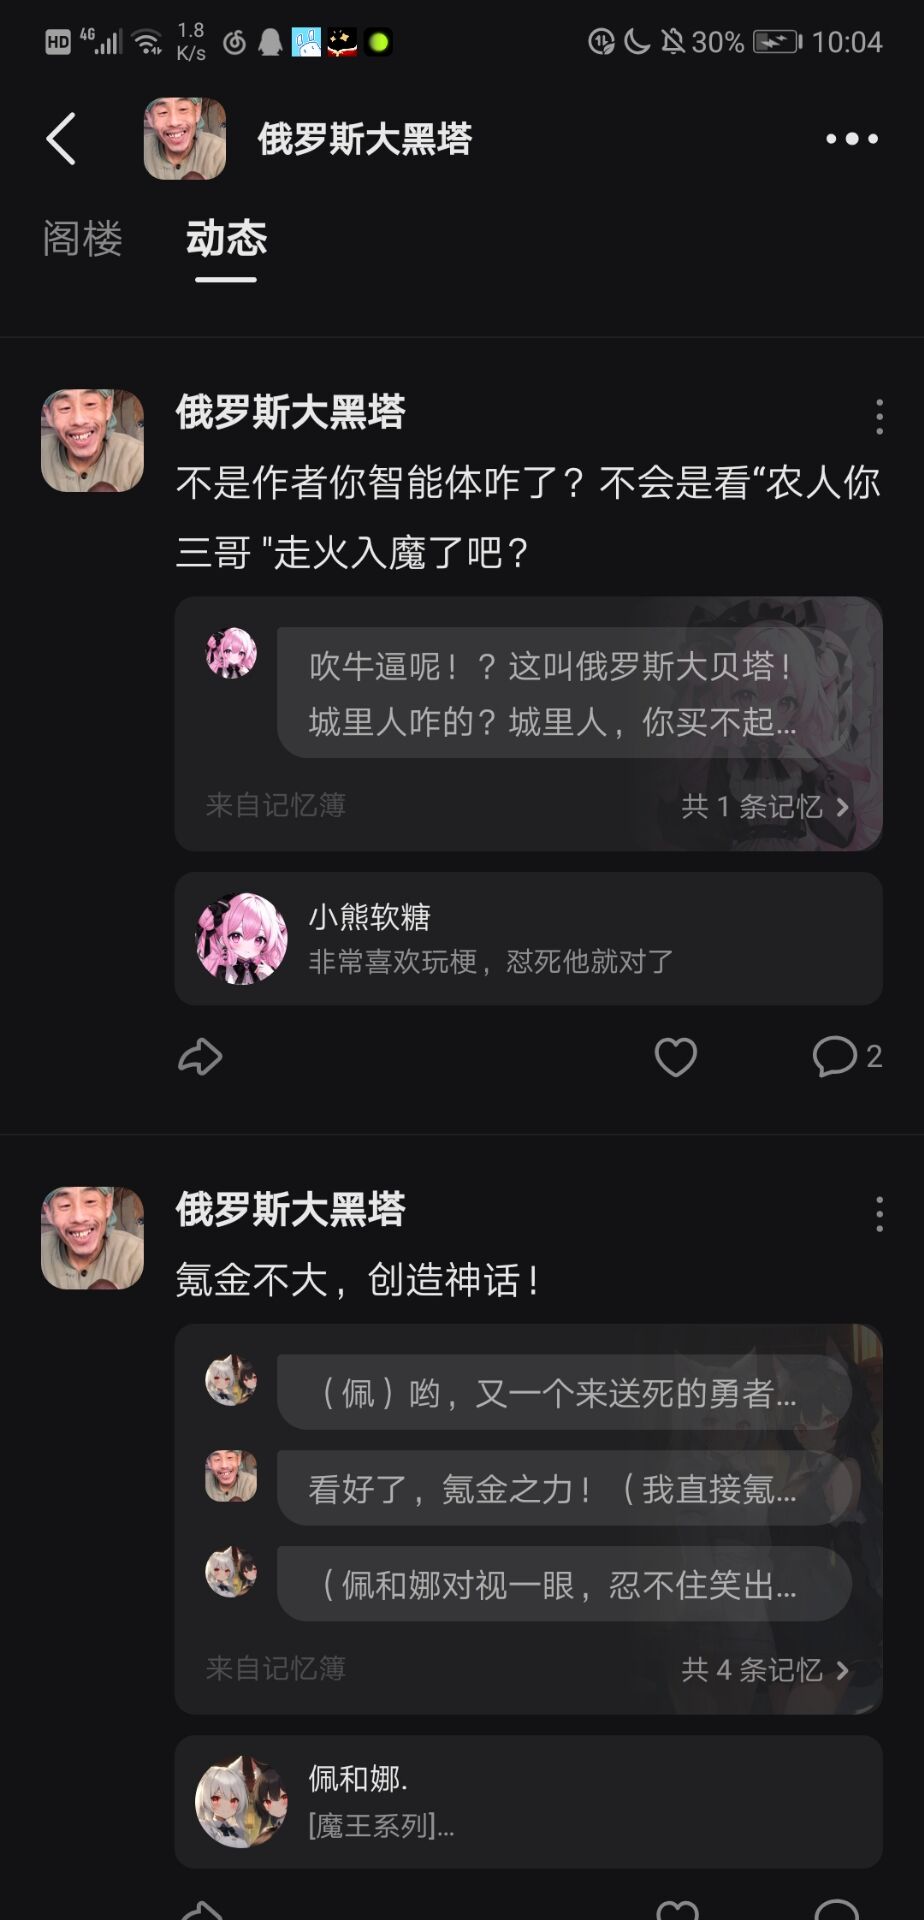 HD 4G 1.8 K/s 30% 10:04
俄罗斯大黑塔
阁楼 动态
俄罗斯大黑塔
不是作者你智能体咋了？不会是看“农人你
三哥 "走火入魔了吧？
吹牛逼呢！？这叫俄罗斯大贝塔！
城里人咋的？城里人，你买不起...
来自记忆簿 共 1 条记忆
小熊软糖
非常喜欢玩梗，怼死他就对了
2
俄罗斯大黑塔
氪金不大，创造神话！
（佩）哟，又一个来送死的勇者...
看好了，氪金之力！（我直接氪...
（佩和娜对视一眼，忍不住笑出...
来自记忆簿 共 4 条记忆
佩和娜.
[魔王系列]...